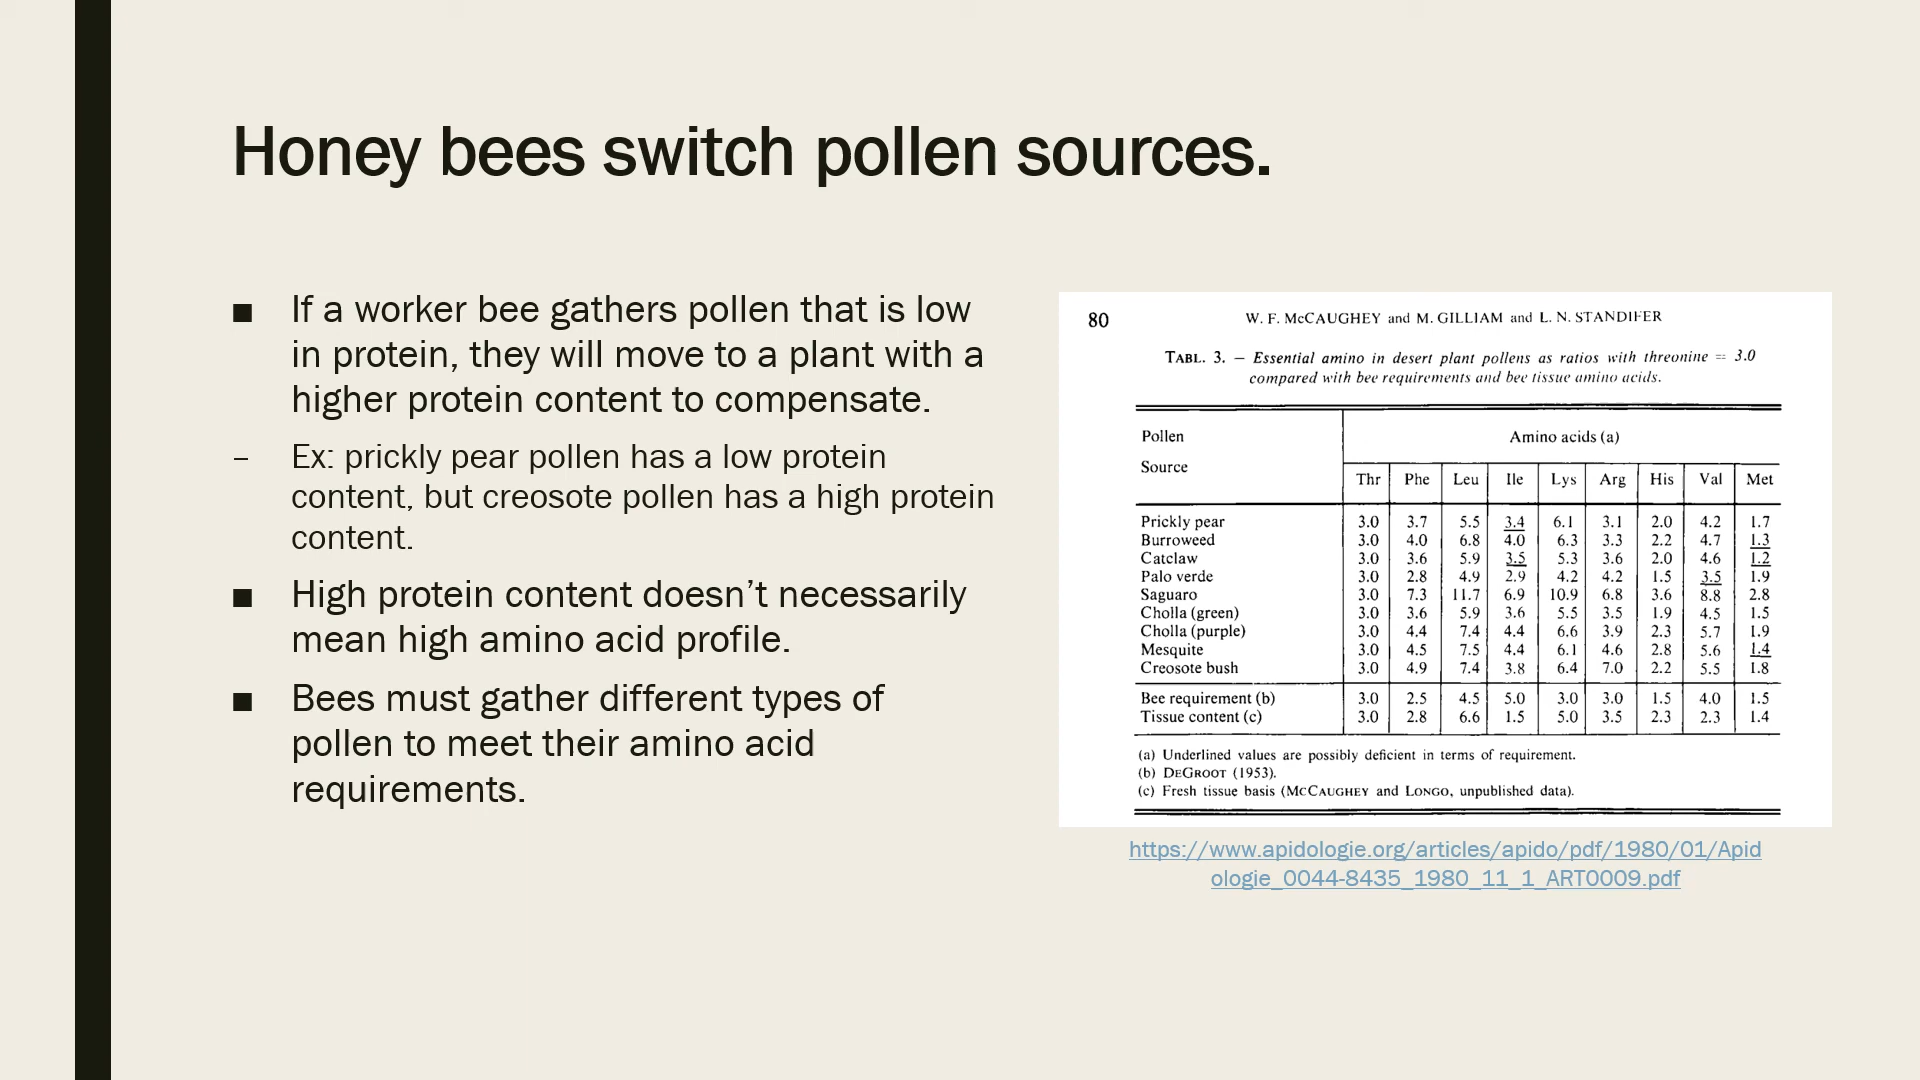 Honey bees switch pollen sources.
■ If a worker bee gathers pollen that is low
in protein, they will move to a plant with a
higher protein content to compensate.
– Ex: prickly pear pollen has a low protein
content, but creosote pollen has a high protein
content.
■ High protein content doesn’t necessarily
mean high amino acid profile.
■ Bees must gather different types of
pollen to meet their amino acid
requirements.
80 W. F. McCAUGHEY and M. GILLIAM and L. N. STANDIFER
TABL. 3. — Essential amino in desert plant pollens as ratios with threonine = 3.0
compared with bee requirements and bee tissue amino acids.
Pollen Amino acids (a)
Source
Thr Phe Leu Ile Lys Arg His Val Met
Prickly pear 3.0 3.7 5.5 3.4 6.1 3.1 2.0 4.2 1.7
Burroweed 3.0 4.0 6.8 4.0 6.3 3.3 2.2 4.7 1.3
Catclaw 3.0 3.6 5.9 3.5 5.3 3.6 2.0 4.6 1.2
Palo verde 3.0 2.8 4.9 2.9 4.2 4.2 1.5 3.5 1.9
Saguaro 3.0 7.3 11.7 6.9 10.9 6.8 3.6 8.8 2.8
Cholla (green) 3.0 3.6 5.9 3.6 5.5 3.5 1.9 4.5 1.5
Cholla (purple) 3.0 4.4 7.4 4.4 6.6 3.9 2.3 5.7 1.9
Mesquite 3.0 4.5 7.5 4.4 6.1 4.6 2.8 5.6 1.4
Creosote bush 3.0 4.9 7.4 3.8 6.4 7.0 2.2 5.5 1.8
Bee requirement (b) 3.0 2.5 4.5 5.0 3.0 3.0 1.5 4.0 1.5
Tissue content (c) 3.0 2.8 6.6 1.5 5.0 3.5 2.3 2.3 1.4
(a) Underlined values are possibly deficient in terms of requirement.
(b) DEGROOT (1953).
(c) Fresh tissue basis (MCCAUGHEY and LONGO, unpublished data).
https://www.apidologie.org/articles/apido/pdf/1980/01/Apid
ologie_0044-8435_1980_11_1_ART0009.pdf